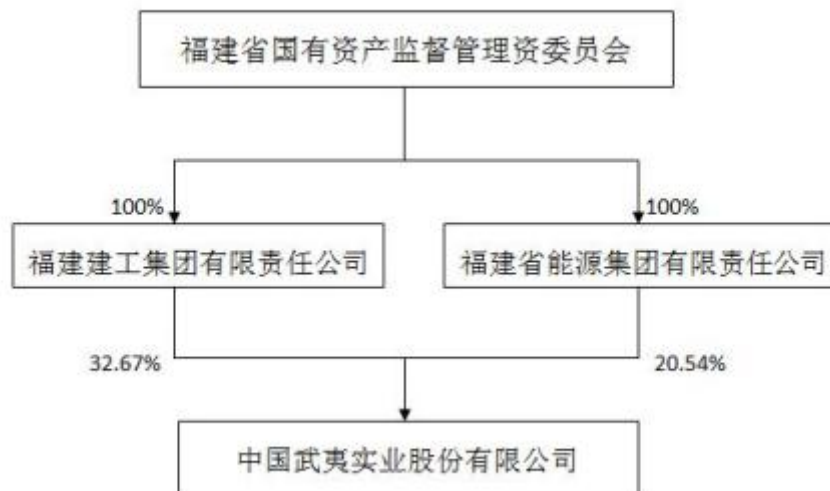 福建省国有资产监督管理资委员会
100%
100%
福建建工集团有限责任公司
福建省能源集团有限责任公司
32.67%
20.54%
中国武夷实业股份有限公司